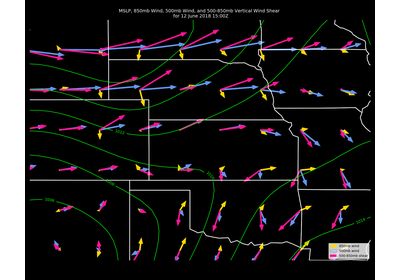 MSLP, 850mb Wind, 500mb Wind, and 500-850mb Vertical Wind Shear
for 12 June 2018 15:00Z
1012
1008
1014
850mb wind
500mb wind
500-850mb shear